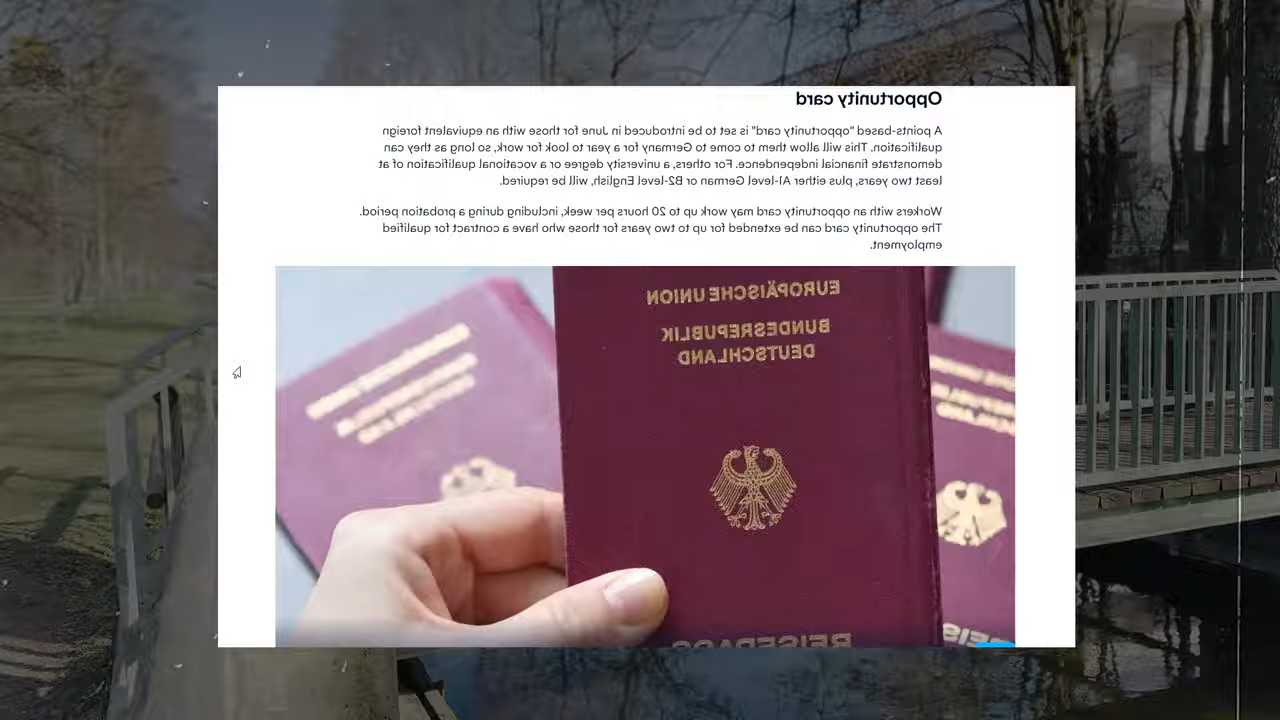 Opportunity card
A points-based "opportunity card" is set to be introduced in June for those with an equivalent foreign
qualification. This will allow them to come to Germany for a year to look for work, so long as they can
demonstrate financial independence. For others, a university degree or a vocational qualification of at
least two years, plus either A1-level German or B2-level English, will be required.
Workers with an opportunity card may work up to 20 hours per week, including during a probation period.
The opportunity card can be extended for up to two years for those who have a contract for qualified
employment.
EUROPÄISCHE UNION
BUNDESREPUBLIK
DEUTSCHLAND
REISEPASS